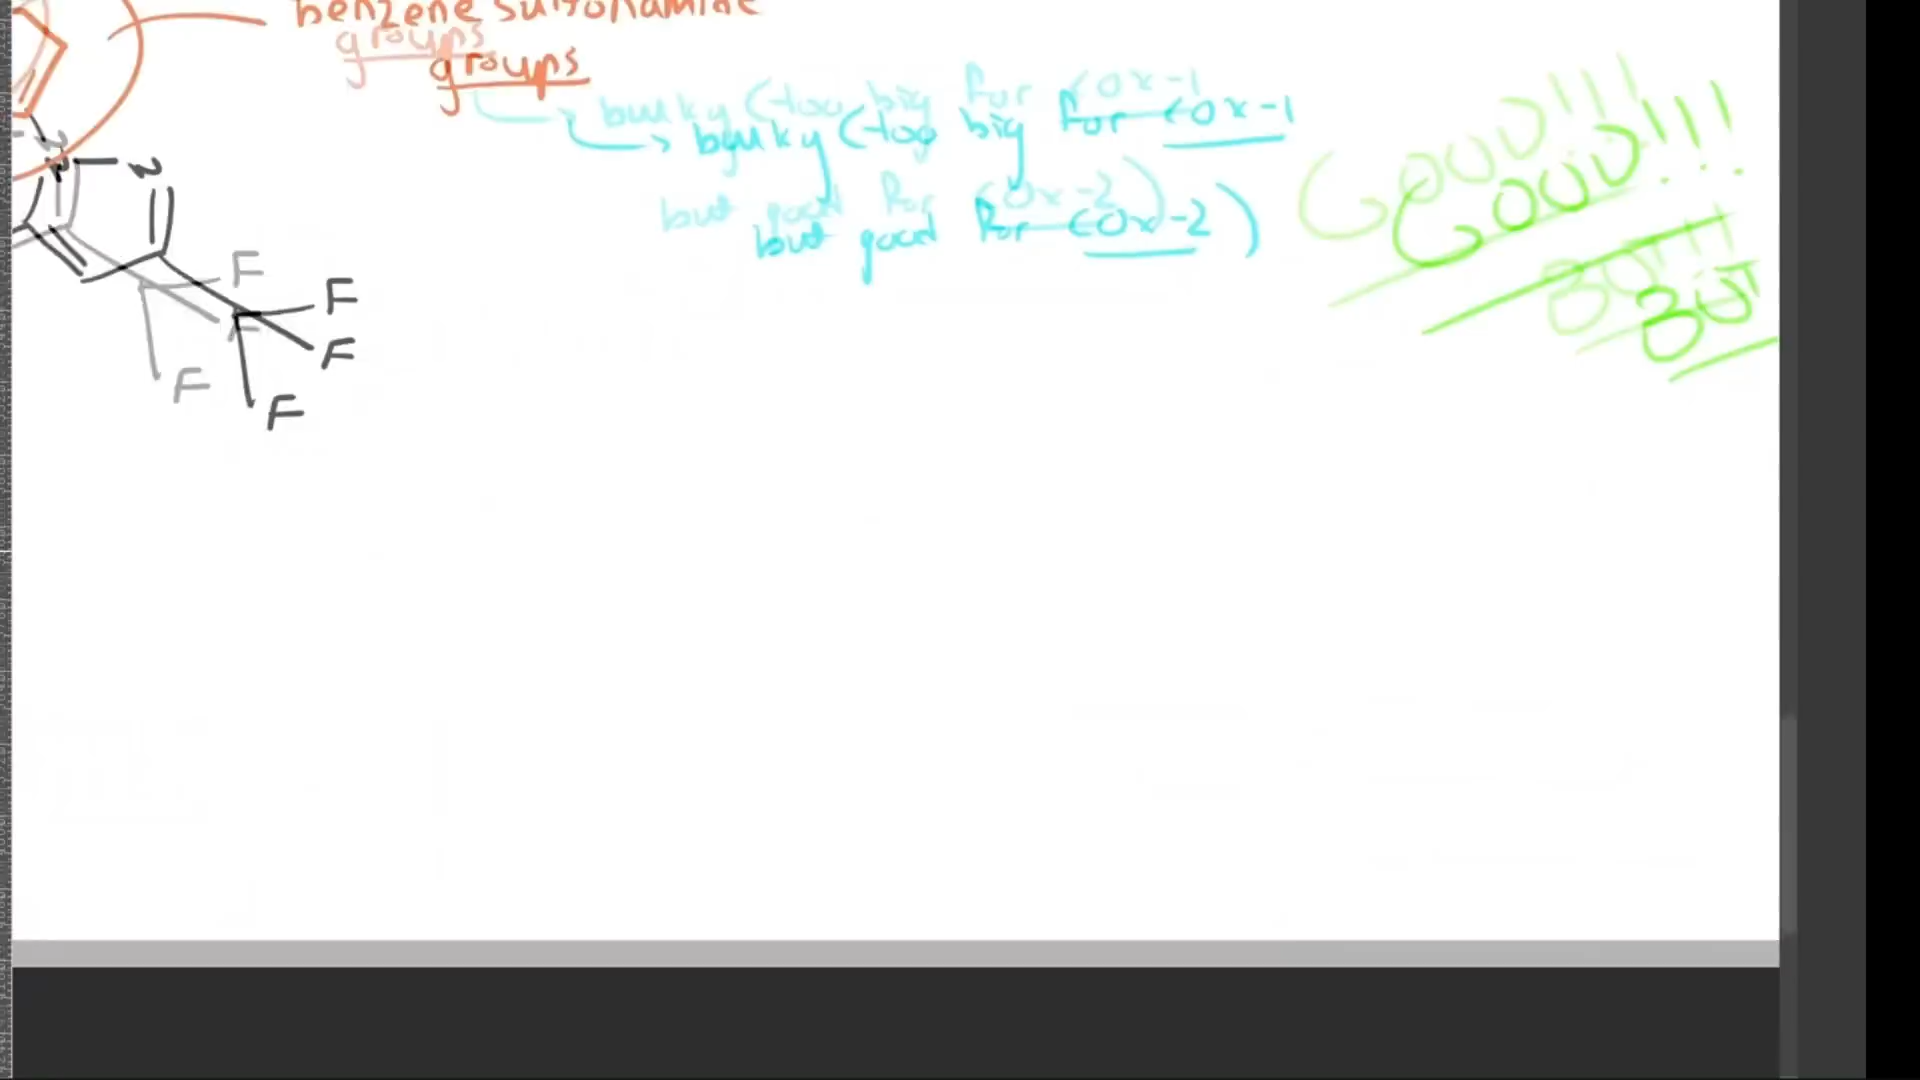 benzene sulfonamide
groups
bulky (too big for COX-1
but good for COX-2)
GOOD!!!
BUT
N
N
F
F
F